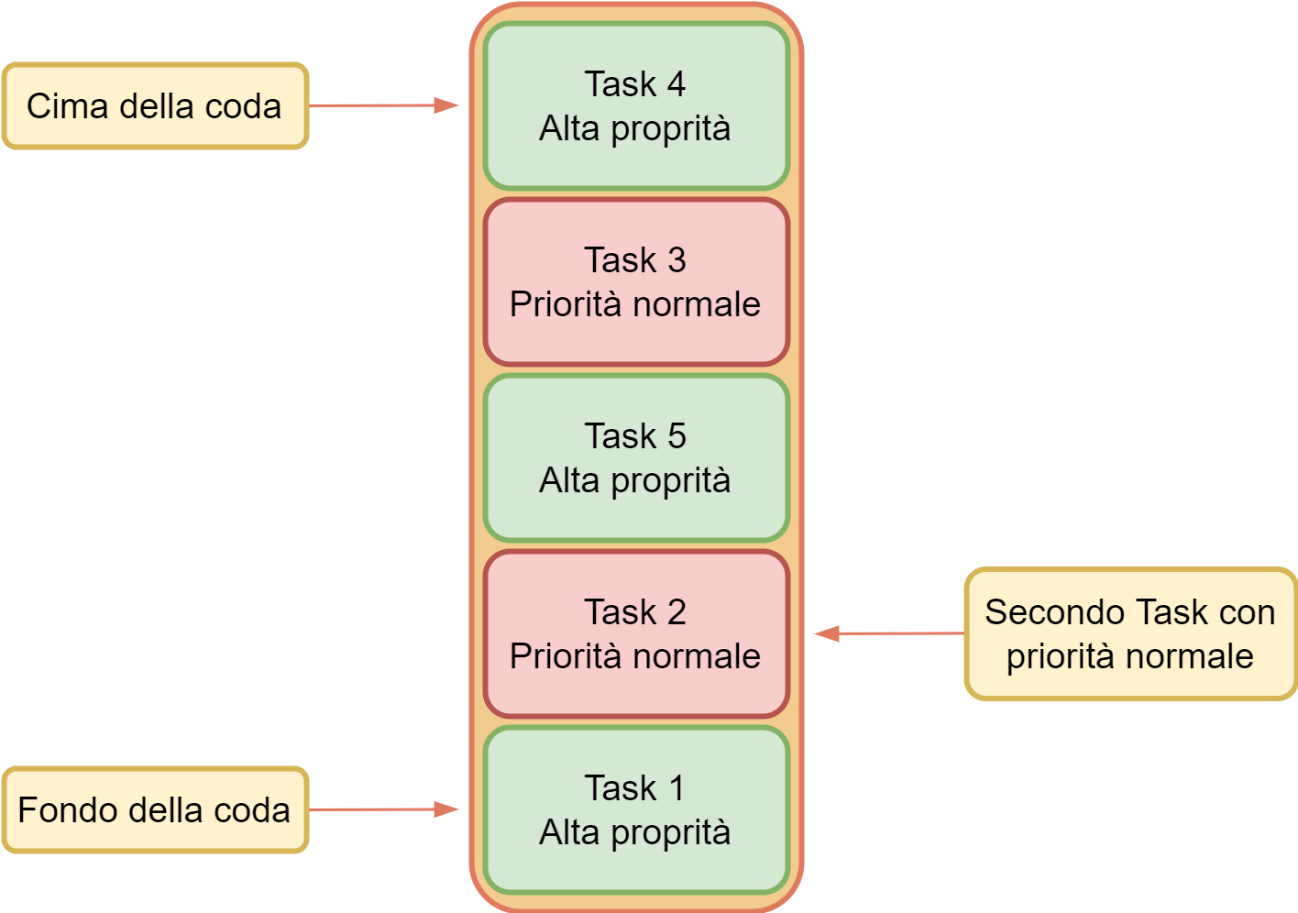 Cima della coda
Task 4
Alta proprità
Task 3
Priorità normale
Task 5
Alta proprità
Task 2
Priorità normale
Secondo Task con
priorità normale
Fondo della coda
Task 1
Alta proprità